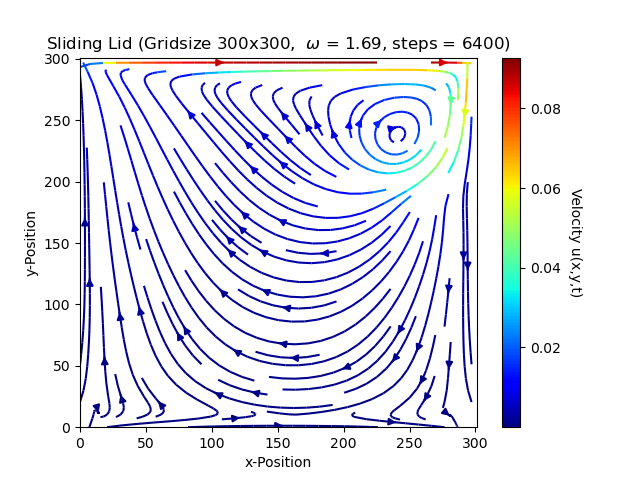 Sliding Lid (Gridsize 300x300, ω = 1.69, steps = 6400)
300
250
200
150
100
50
0
y-Position
0 50 100 150 200 250 300
x-Position
0.08
0.06
0.04
0.02
Velocity u(x,y,t)